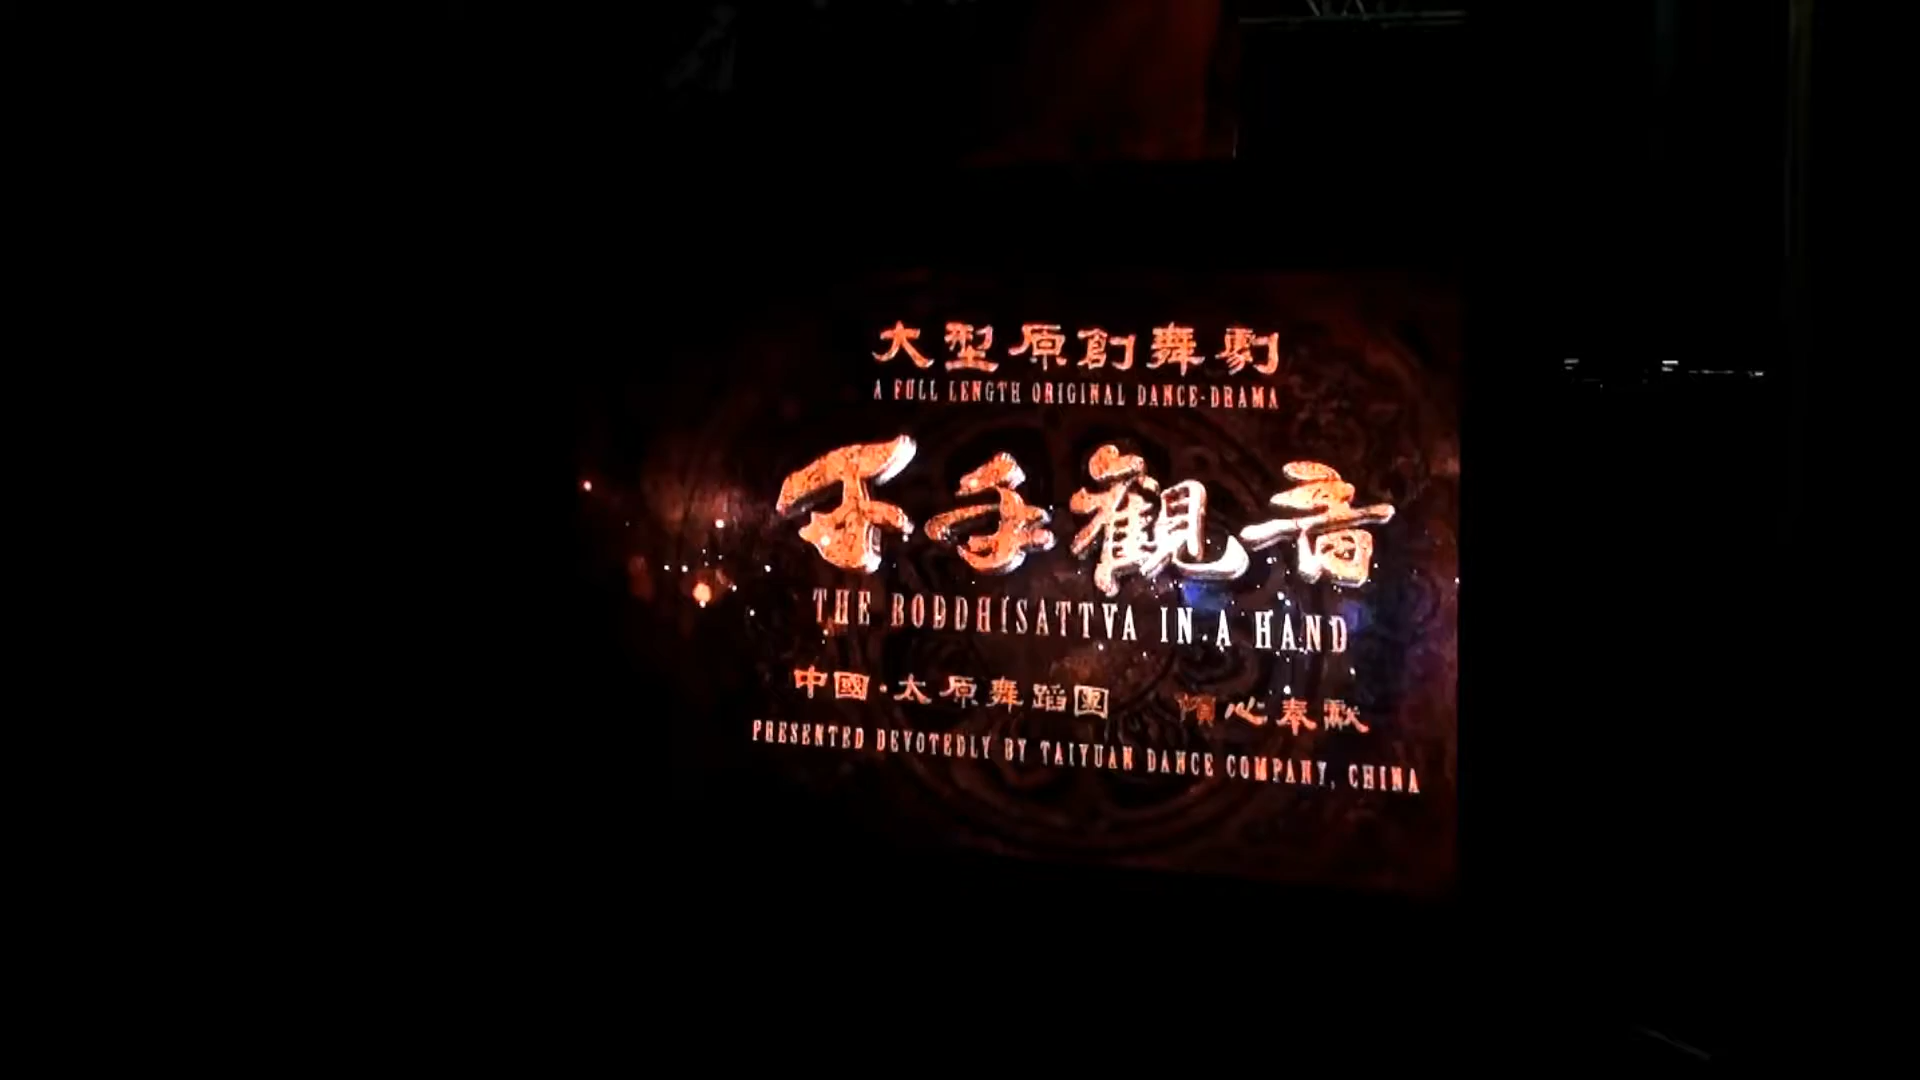 大型原創舞劇
A FULL LENGTH ORIGINAL DANCE-DRAMA
千手觀音
THE BODDHISATTVA IN A HAND
中國·太原舞蹈團 傾心奉獻
PRESENTED DEVOTEDLY BY TAIYUAN DANCE COMPANY, CHINA